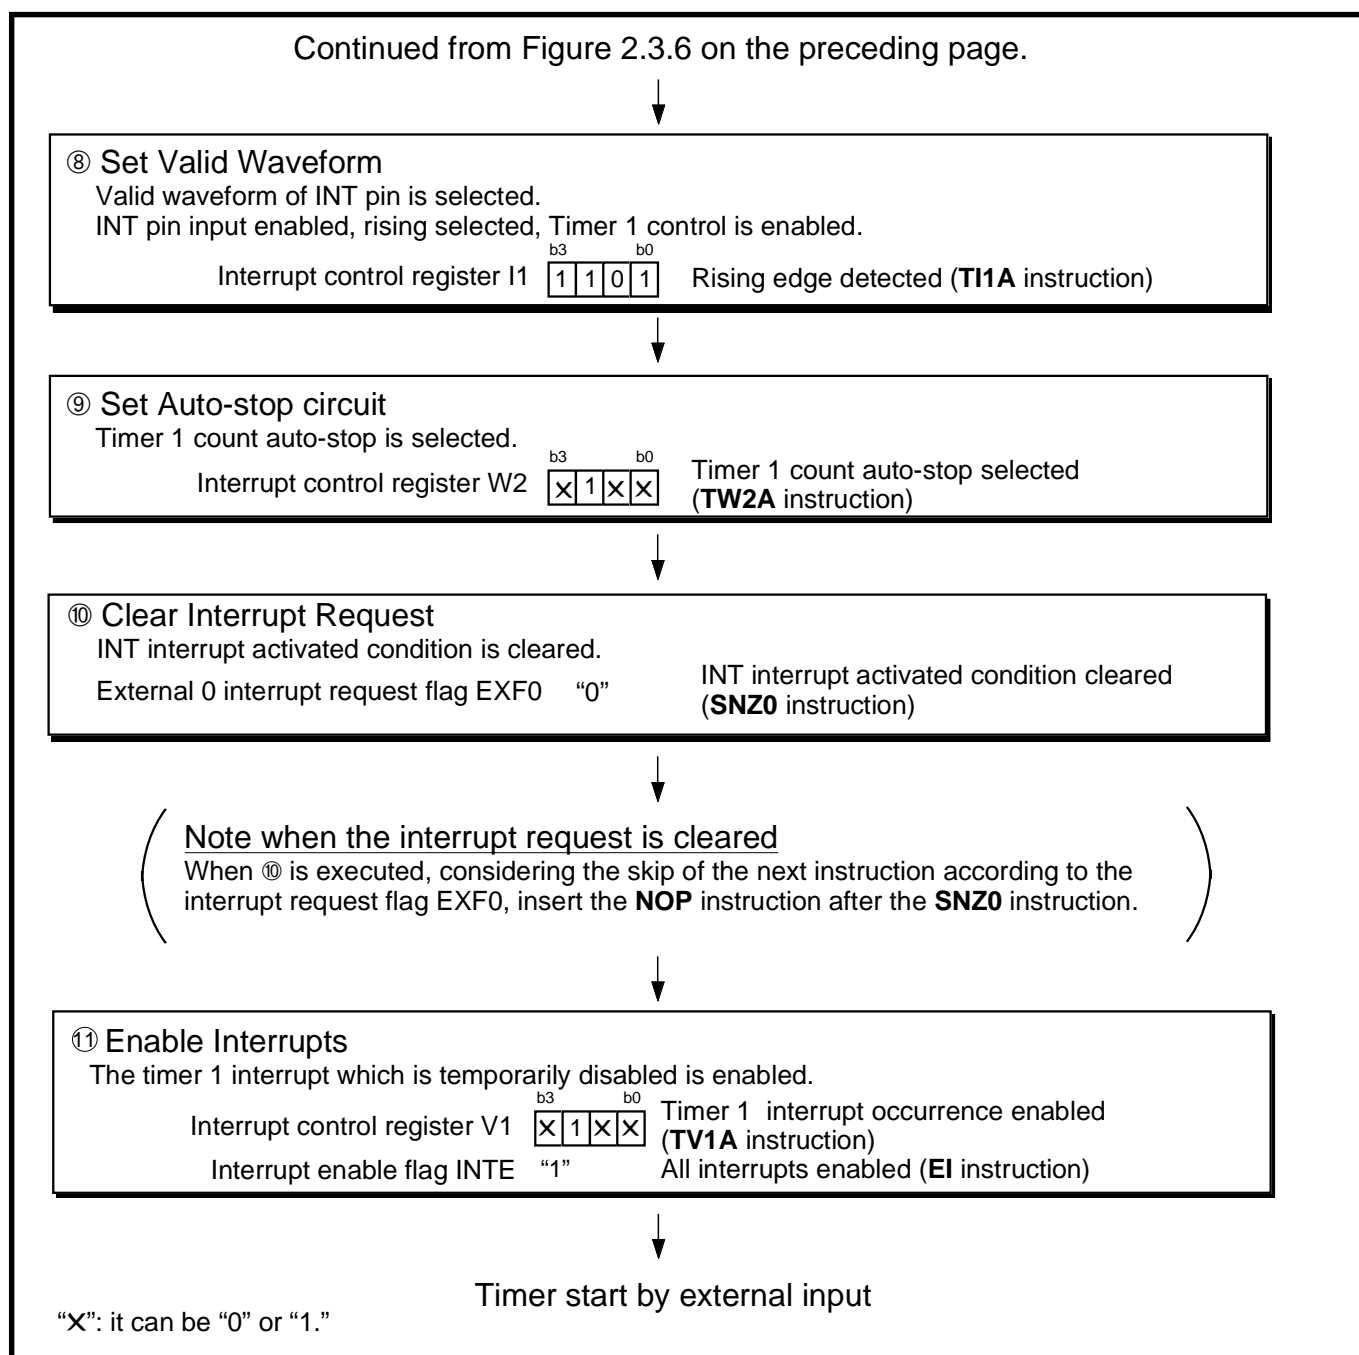 Continued from Figure 2.3.6 on the preceding page.
⑧ Set Valid Waveform
Valid waveform of INT pin is selected.
INT pin input enabled, rising selected, Timer 1 control is enabled.
b3 b0
Interrupt control register I1 1 1 0 1 Rising edge detected (TI1A instruction)
⑨ Set Auto-stop circuit
Timer 1 count auto-stop is selected.
b3 b0
Interrupt control register W2 X 1 X X Timer 1 count auto-stop selected
(TW2A instruction)
⑩ Clear Interrupt Request
INT interrupt activated condition is cleared.
External 0 interrupt request flag EXF0 “0” INT interrupt activated condition cleared
(SNZ0 instruction)
Note when the interrupt request is cleared
When ⑩ is executed, considering the skip of the next instruction according to the
interrupt request flag EXF0, insert the NOP instruction after the SNZ0 instruction.
⑪ Enable Interrupts
The timer 1 interrupt which is temporarily disabled is enabled.
b3 b0
Interrupt control register V1 X 1 X X Timer 1 interrupt occurrence enabled
(TV1A instruction)
Interrupt enable flag INTE “1” All interrupts enabled (EI instruction)
Timer start by external input
“X”: it can be “0” or “1.”